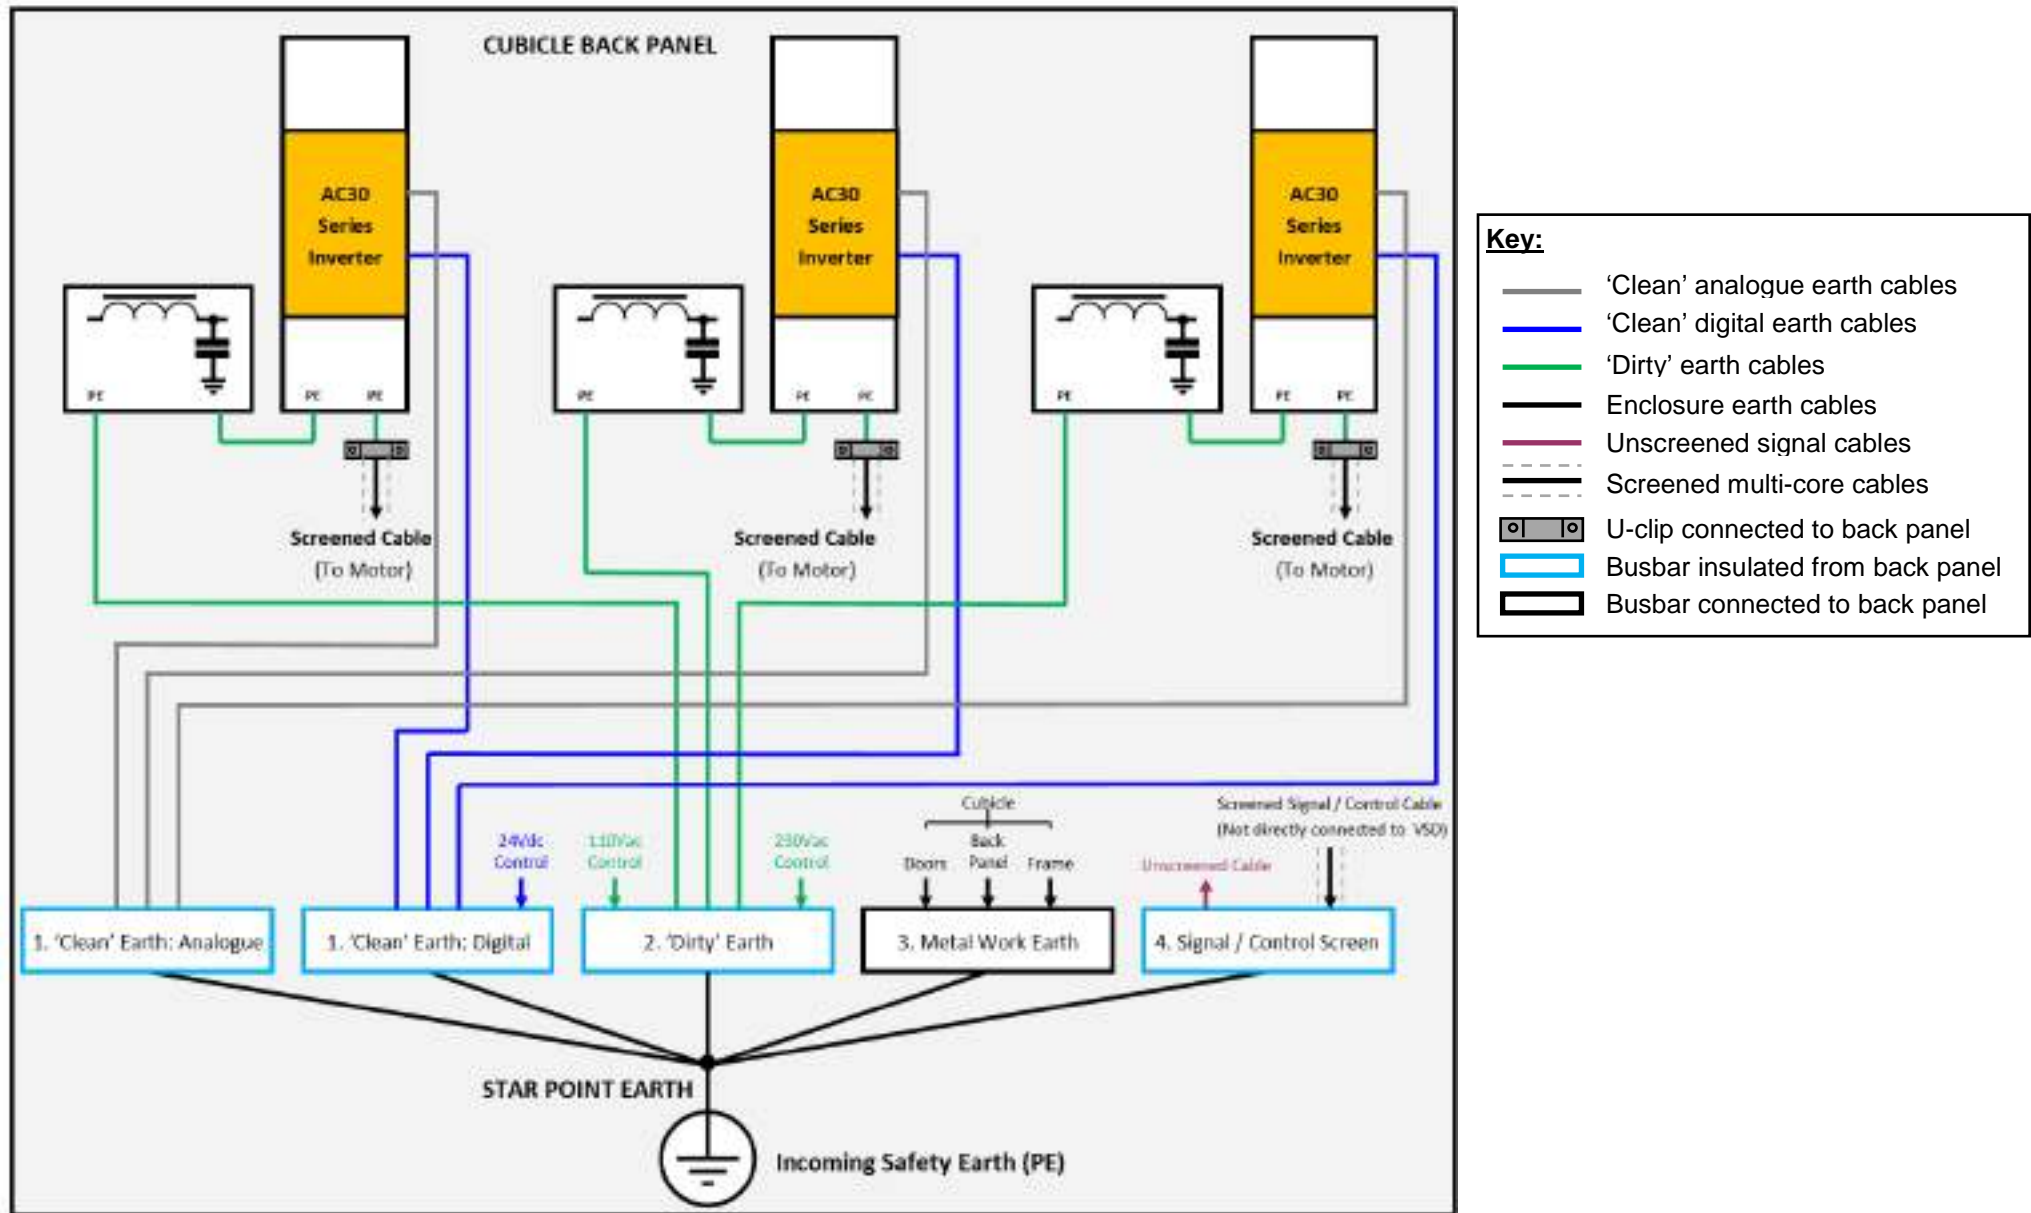 CUBICLE BACK PANEL
AC30
Series
Inverter
AC30
Series
Inverter
AC30
Series
Inverter
PE
PE
PE
PE
PE
PE
PE
PE
PE
Screened Cable
(To Motor)
Screened Cable
(To Motor)
Screened Cable
(To Motor)
24Vdc
Control
110Vac
Control
230Vac
Control
Cubicle
Doors
Back
Panel
Frame
Screened Signal / Control Cable
(Not directly connected to VSD)
Unscreened Cable
1. 'Clean' Earth: Analogue
1. 'Clean' Earth: Digital
2. 'Dirty' Earth
3. Metal Work Earth
4. Signal / Control Screen
STAR POINT EARTH
Incoming Safety Earth (PE)
Key:
‘Clean’ analogue earth cables
‘Clean’ digital earth cables
‘Dirty’ earth cables
Enclosure earth cables
Unscreened signal cables
Screened multi-core cables
U-clip connected to back panel
Busbar insulated from back panel
Busbar connected to back panel